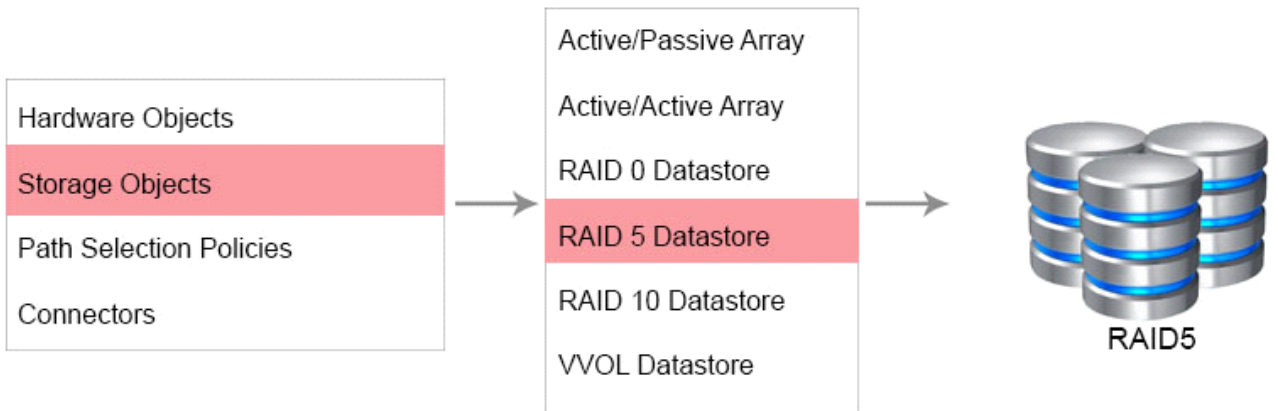 Hardware Objects
Storage Objects
Path Selection Policies
Connectors
Active/Passive Array
Active/Active Array
RAID 0 Datastore
RAID 5 Datastore
RAID 10 Datastore
VVOL Datastore
RAID5